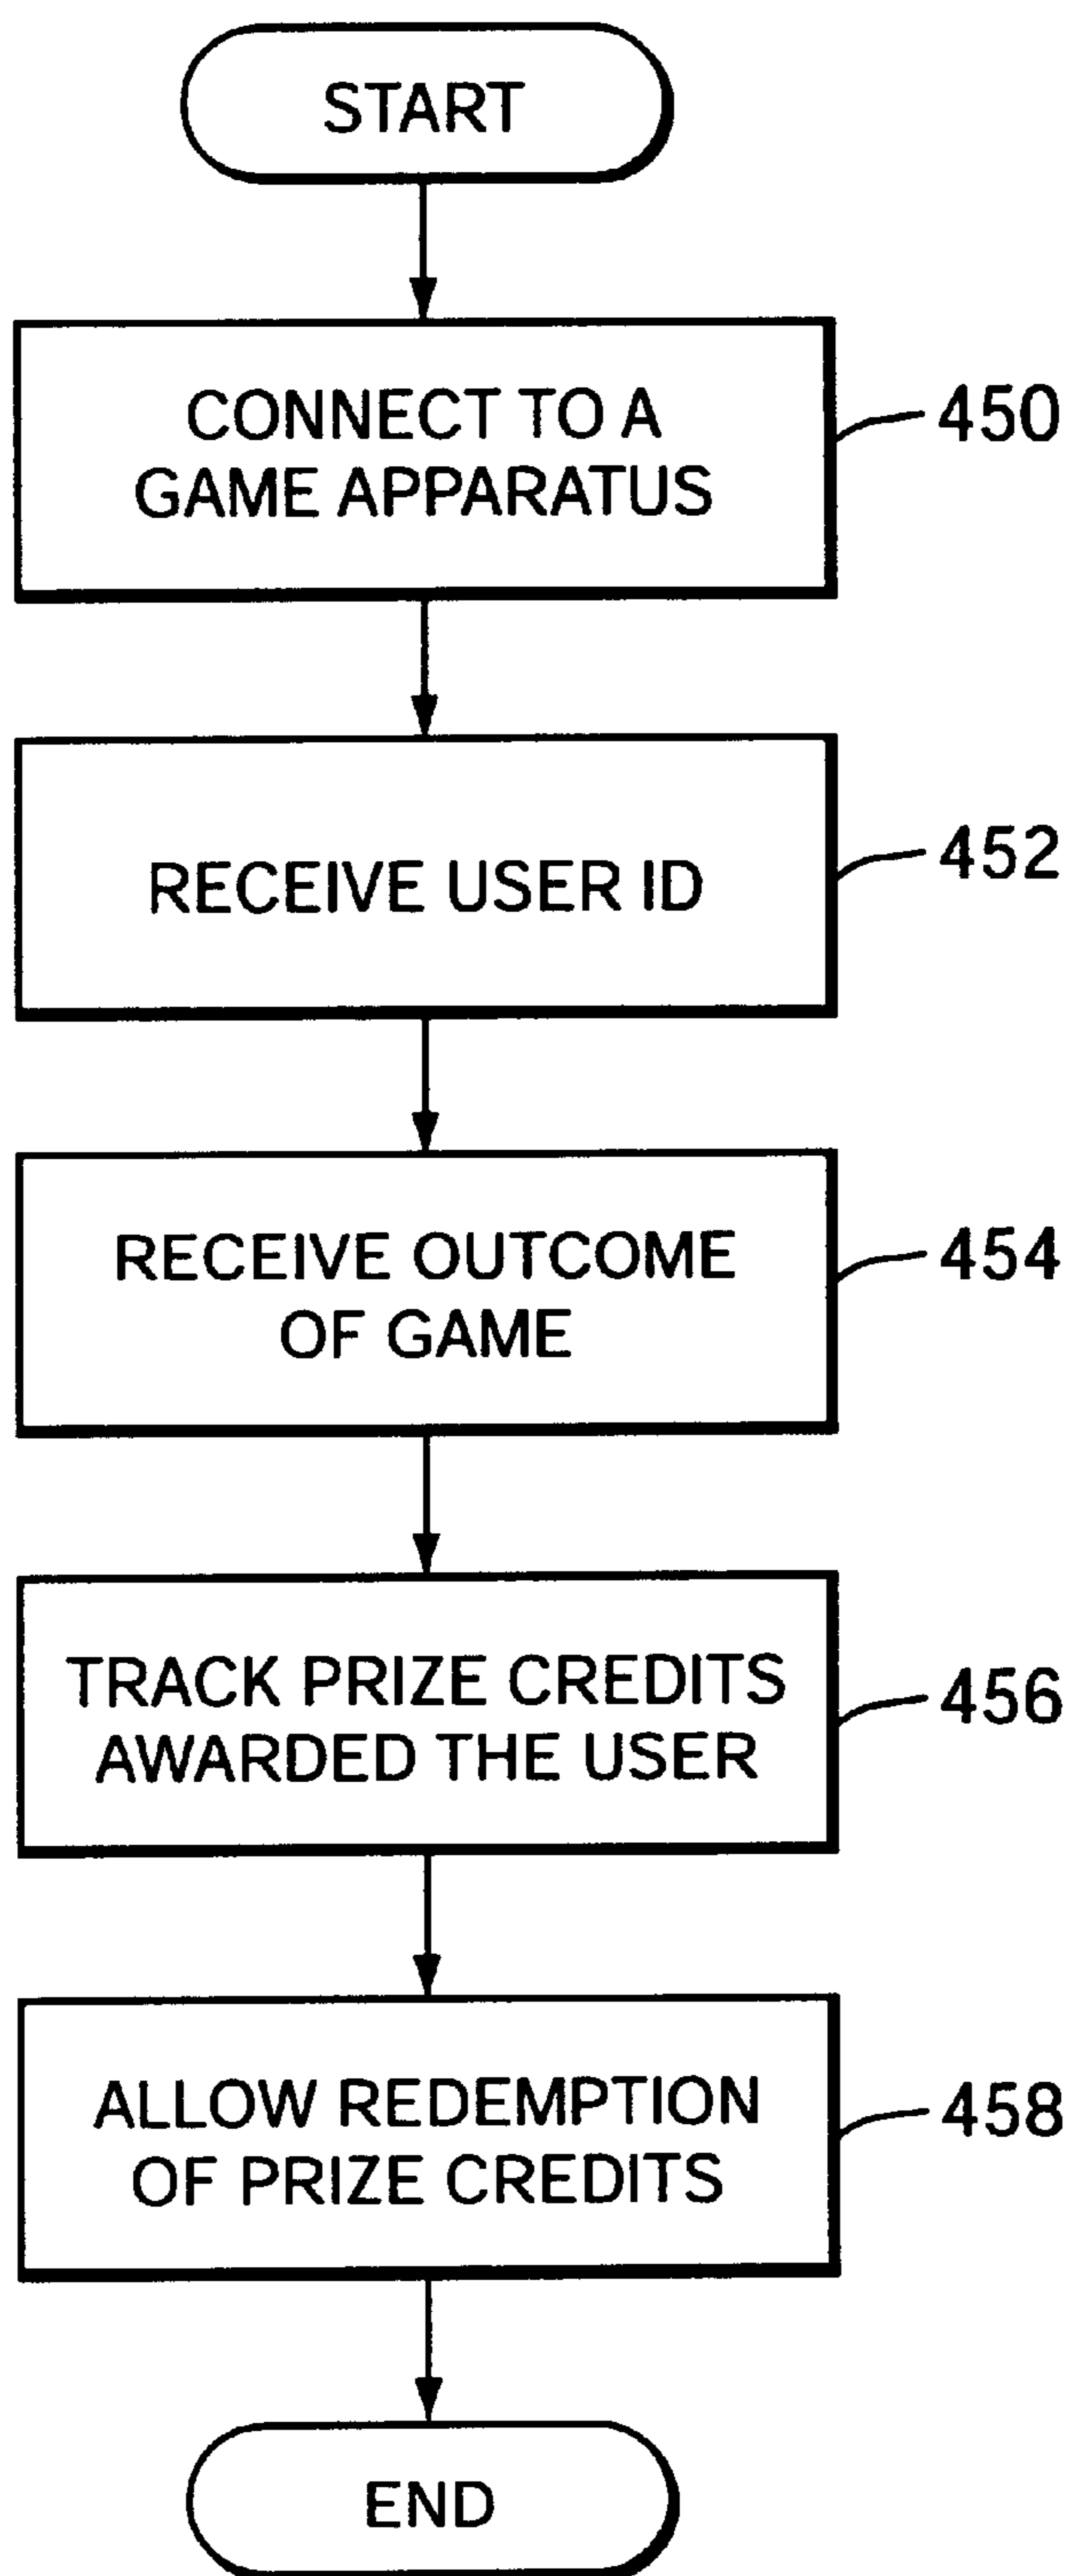 START
CONNECT TO A
GAME APPARATUS
450
RECEIVE USER ID
452
RECEIVE OUTCOME
OF GAME
454
TRACK PRIZE CREDITS
AWARDED THE USER
456
ALLOW REDEMPTION
OF PRIZE CREDITS
458
END